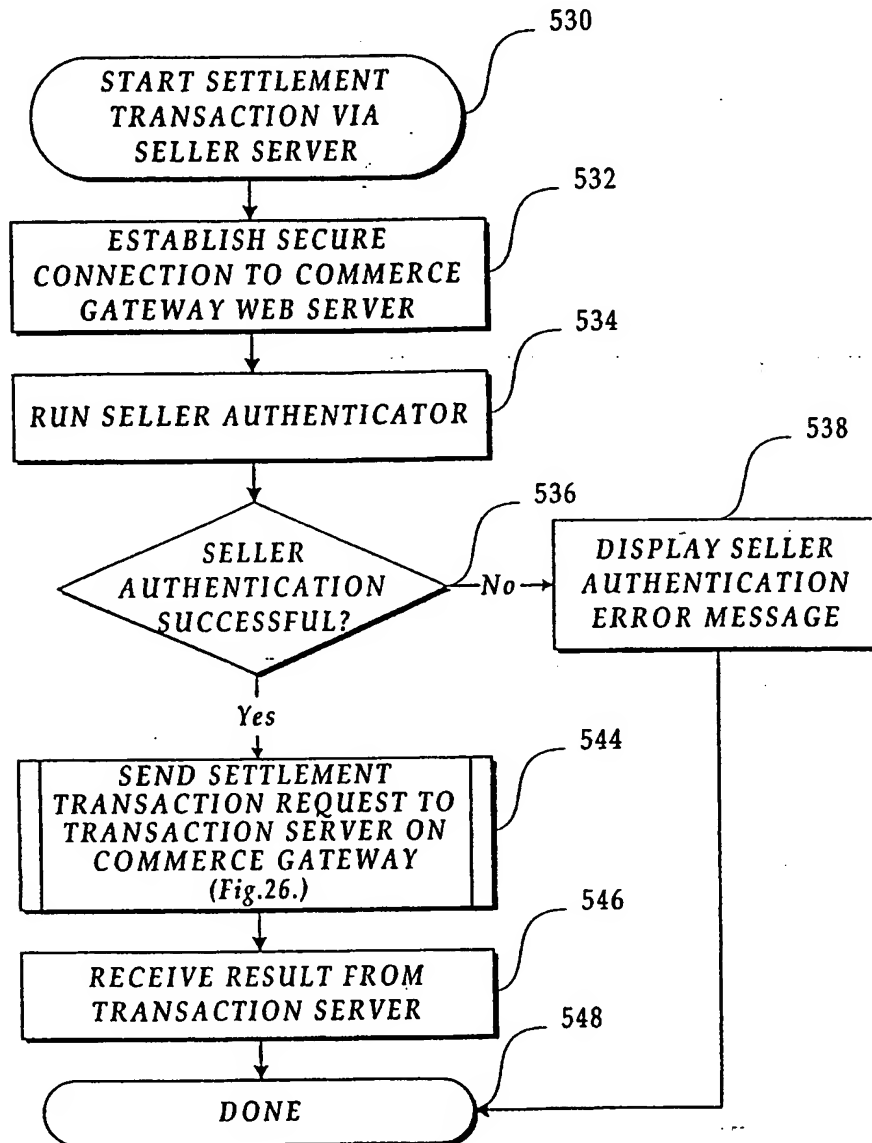 530
START SETTLEMENT
TRANSACTION VIA
SELLER SERVER
532
ESTABLISH SECURE
CONNECTION TO COMMERCE
GATEWAY WEB SERVER
534
RUN SELLER AUTHENTICATOR
536
SELLER
AUTHENTICATION
SUCCESSFUL?
No
538
DISPLAY SELLER
AUTHENTICATION
ERROR MESSAGE
Yes
544
SEND SETTLEMENT
TRANSACTION REQUEST TO
TRANSACTION SERVER ON
COMMERCE GATEWAY
(Fig.26.)
546
RECEIVE RESULT FROM
TRANSACTION SERVER
548
DONE